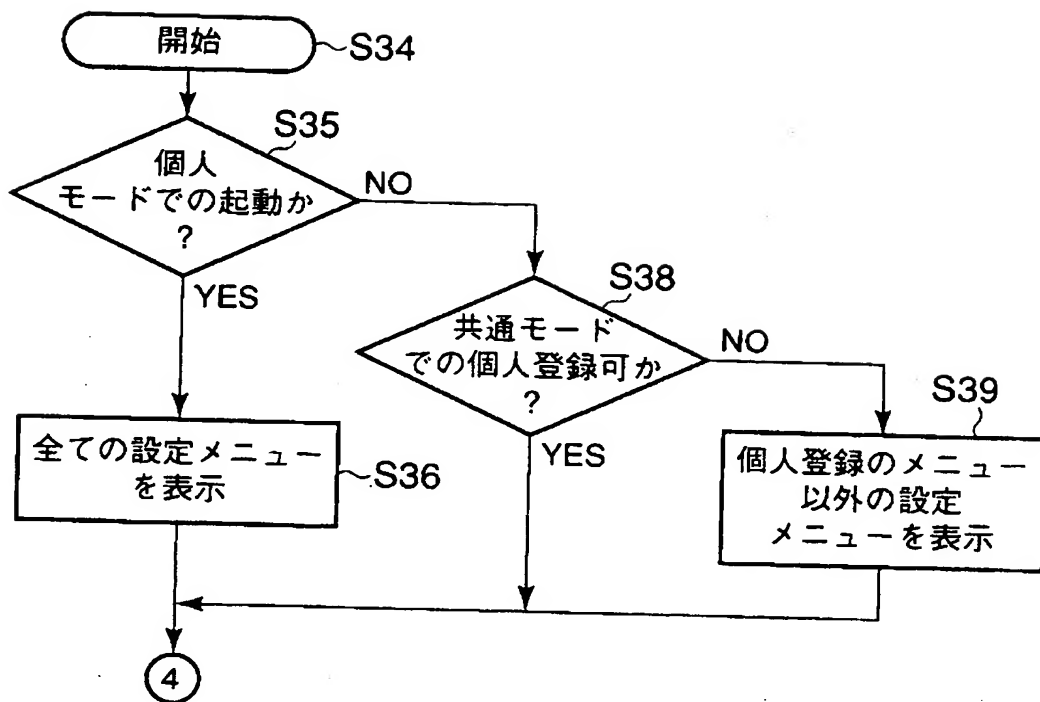 開始
S34
S35
個人
モードでの起動か
?
NO
YES
S38
共通モード
での個人登録可か
?
NO
YES
S39
全ての設定メニュー
を表示
S36
個人登録のメニュー
以外の設定
メニューを表示
4